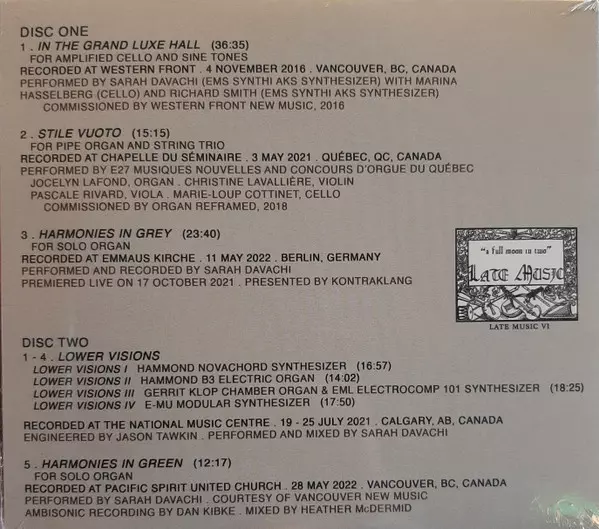 DISC ONE
1 . IN THE GRAND LUXE HALL (36:35)
FOR AMPLIFIED CELLO AND SINE TONES
RECORDED AT WESTERN FRONT . 4 NOVEMBER 2016 . VANCOUVER, BC, CANADA
PERFORMED BY SARAH DAVACHI (EMS SYNTHI AKS SYNTHESIZER) WITH MARINA
HASSELBERG (CELLO) AND RICHARD SMITH (EMS SYNTHI AKS SYNTHESIZER)
COMMISSIONED BY WESTERN FRONT NEW MUSIC, 2016
2 . STILE VUOTO (15:15)
FOR PIPE ORGAN AND STRING TRIO
RECORDED AT CHAPELLE DU SÉMINAIRE . 3 MAY 2021 . QUÉBEC, QC, CANADA
PERFORMED BY E27 MUSIQUES NOUVELLES AND CONCOURS D'ORGUE DU QUÉBEC
JOCELYN LAFOND, ORGAN . CHRISTINE LAVALLIÈRE, VIOLIN
PASCALE RIVARD, VIOLA . MARIE-LOUP COTTINET, CELLO
COMMISSIONED BY ORGAN REFRAMED, 2018
3 . HARMONIES IN GREY (23:40)
FOR SOLO ORGAN
RECORDED AT EMMAUS KIRCHE . 11 MAY 2022 . BERLIN, GERMANY
PERFORMED AND RECORDED BY SARAH DAVACHI
PREMIERED LIVE ON 17 OCTOBER 2021 . PRESENTED BY KONTRAKLANG
"a full moon in two"
LATE MUSIC
LATE MUSIC VI
DISC TWO
1 - 4 . LOWER VISIONS
LOWER VISIONS I HAMMOND NOVACHORD SYNTHESIZER (16:57)
LOWER VISIONS II HAMMOND B3 ELECTRIC ORGAN (14:02)
LOWER VISIONS III GERRIT KLOP CHAMBER ORGAN & EML ELECTROCOMP 101 SYNTHESIZER (18:25)
LOWER VISIONS IV E-MU MODULAR SYNTHESIZER (17:50)
RECORDED AT THE NATIONAL MUSIC CENTRE . 19 - 25 JULY 2021 . CALGARY, AB, CANADA
ENGINEERED BY JASON TAWKIN . PERFORMED AND MIXED BY SARAH DAVACHI
5 . HARMONIES IN GREEN (12:17)
FOR SOLO ORGAN
RECORDED AT PACIFIC SPIRIT UNITED CHURCH . 28 MAY 2022 . VANCOUVER, BC, CANADA
PERFORMED BY SARAH DAVACHI . COURTESY OF VANCOUVER NEW MUSIC
AMBISONIC RECORDING BY DAN KIBKE . MIXED BY HEATHER McDERMID